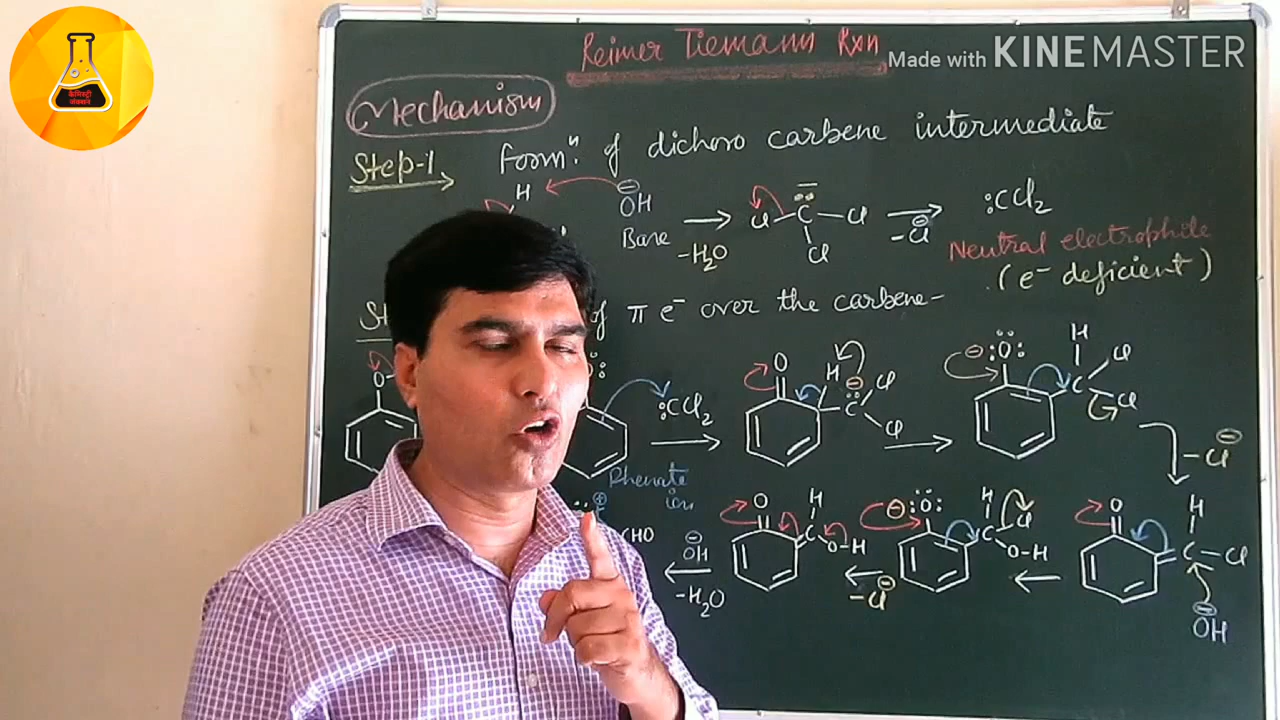 Reimer Tiemann Rxn
Made with KINEMASTER
कैमिस्ट्री
Mechanism
Step-1 formⁿ. of dichoro carbene intermediate
H ⊖
OH
Base
-H₂O
Cl C Cl
Cl
-Cl⊖
:CCl₂
Neutral electrophile
(e⁻ deficient)
of π e⁻ over the carbene-
O :CCl₂ O H C⊖ Cl Cl ⊖:O: H C Cl Cl
-Cl⊖
Phenate
ion
CHO
⊖OH
-H₂O
O H C O-H
-Cl⊖
⊖:O: H C Cl O-H
O H C Cl
⊖OH